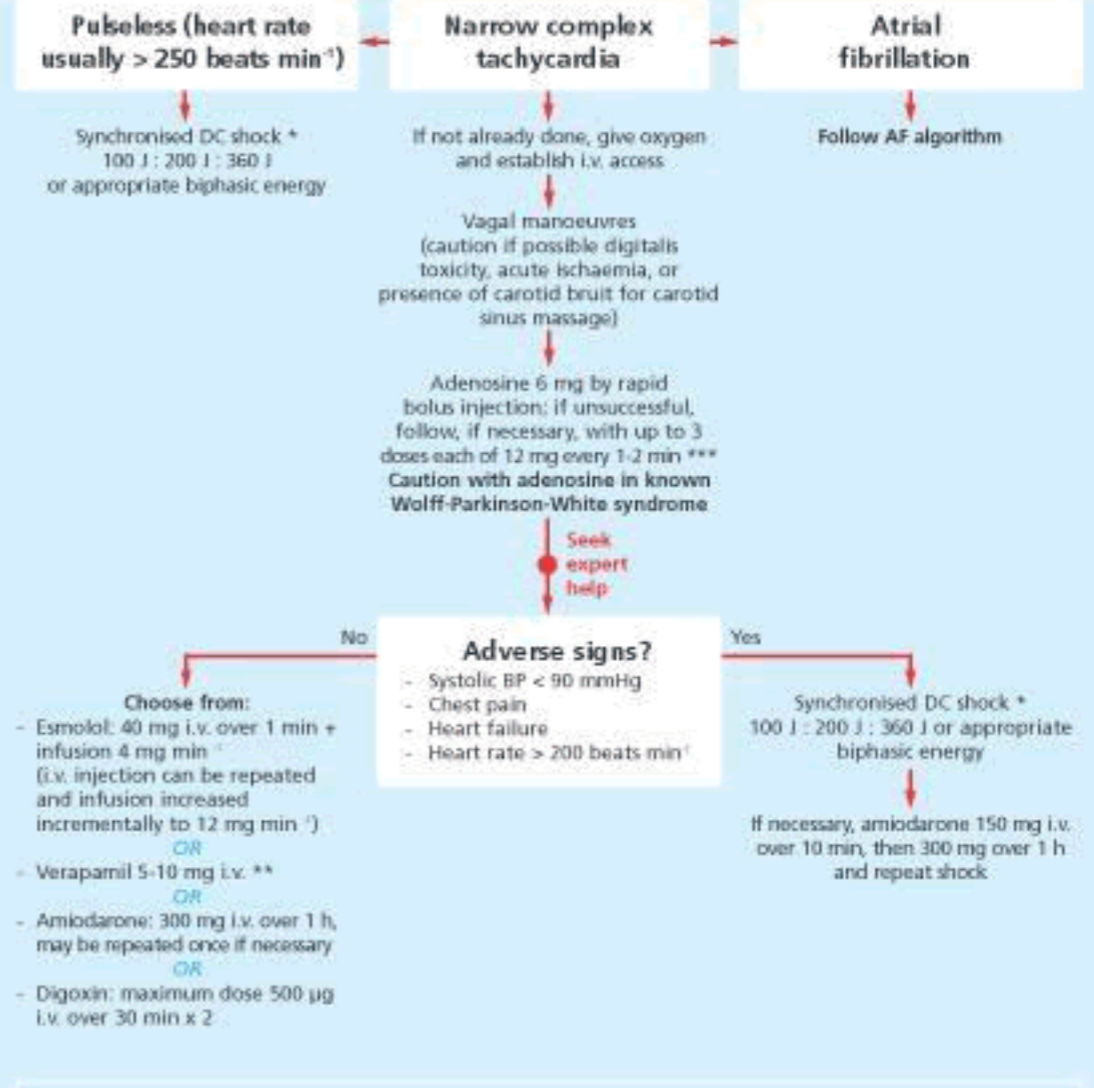 Pulseless (heart rate
usually > 250 beats min⁻¹)
Narrow complex
tachycardia
Atrial
fibrillation
Synchronised DC shock *
100 J : 200 J : 360 J
or appropriate biphasic energy
If not already done, give oxygen
and establish i.v. access
Follow AF algorithm
Vagal manoeuvres
(caution if possible digitalis
toxicity, acute ischaemia, or
presence of carotid bruit for carotid
sinus massage)
Adenosine 6 mg by rapid
bolus injection; if unsuccessful,
follow, if necessary, with up to 3
doses each of 12 mg every 1-2 min ***
Caution with adenosine in known
Wolff-Parkinson-White syndrome
Seek
expert
help
No
Yes
Adverse signs?
- Systolic BP < 90 mmHg
- Chest pain
- Heart failure
- Heart rate > 200 beats min⁻¹
Choose from:
- Esmolol: 40 mg i.v. over 1 min +
infusion 4 mg min⁻¹
(i.v. injection can be repeated
and infusion increased
incrementally to 12 mg min⁻¹)
OR
- Verapamil 5-10 mg i.v. **
OR
- Amiodarone: 300 mg i.v. over 1 h,
may be repeated once if necessary
OR
- Digoxin: maximum dose 500 µg
i.v. over 30 min x 2
Synchronised DC shock *
100 J : 200 J : 360 J or appropriate
biphasic energy
If necessary, amiodarone 150 mg i.v.
over 10 min, then 300 mg over 1 h
and repeat shock